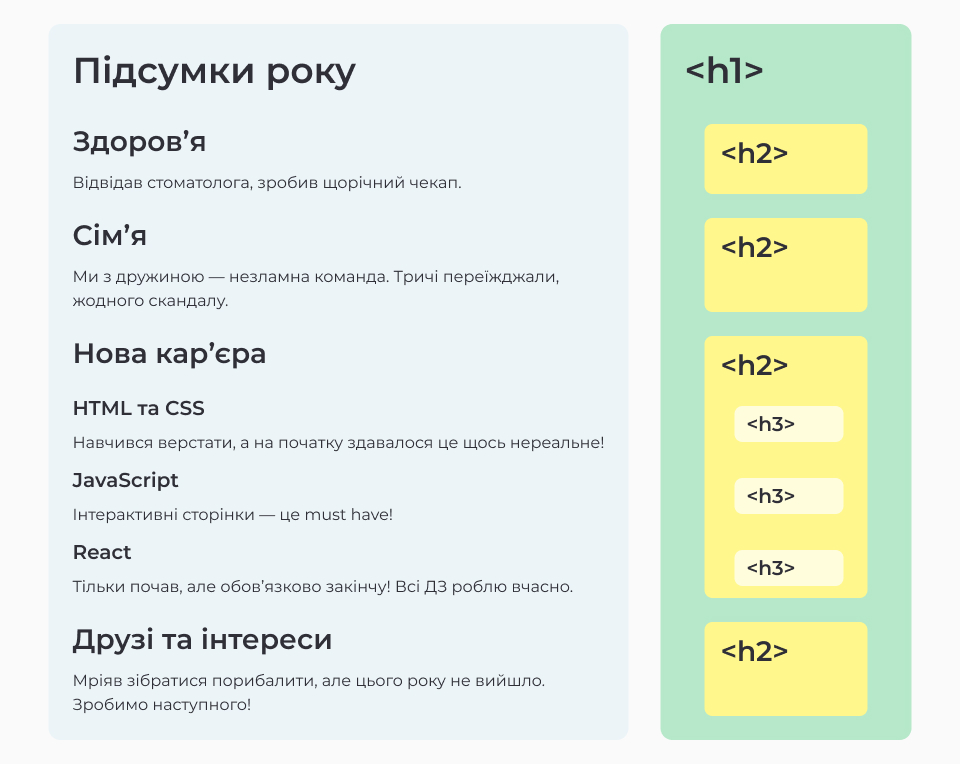 Підсумки року
Здоров’я
Відвідав стоматолога, зробив щорічний чекап.
Сім’я
Ми з дружиною — незламна команда. Тричі переїжджали,
жодного скандалу.
Нова кар’єра
HTML та CSS
Навчився верстати, а на початку здавалося це щось нереальне!
JavaScript
Інтерактивні сторінки — це must have!
React
Тільки почав, але обов’язково закінчу! Всі ДЗ роблю вчасно.
Друзі та інтереси
Мріяв зібратися порибалити, але цього року не вийшло.
Зробимо наступного!
<h1>
<h2>
<h2>
<h2>
<h3>
<h3>
<h3>
<h2>